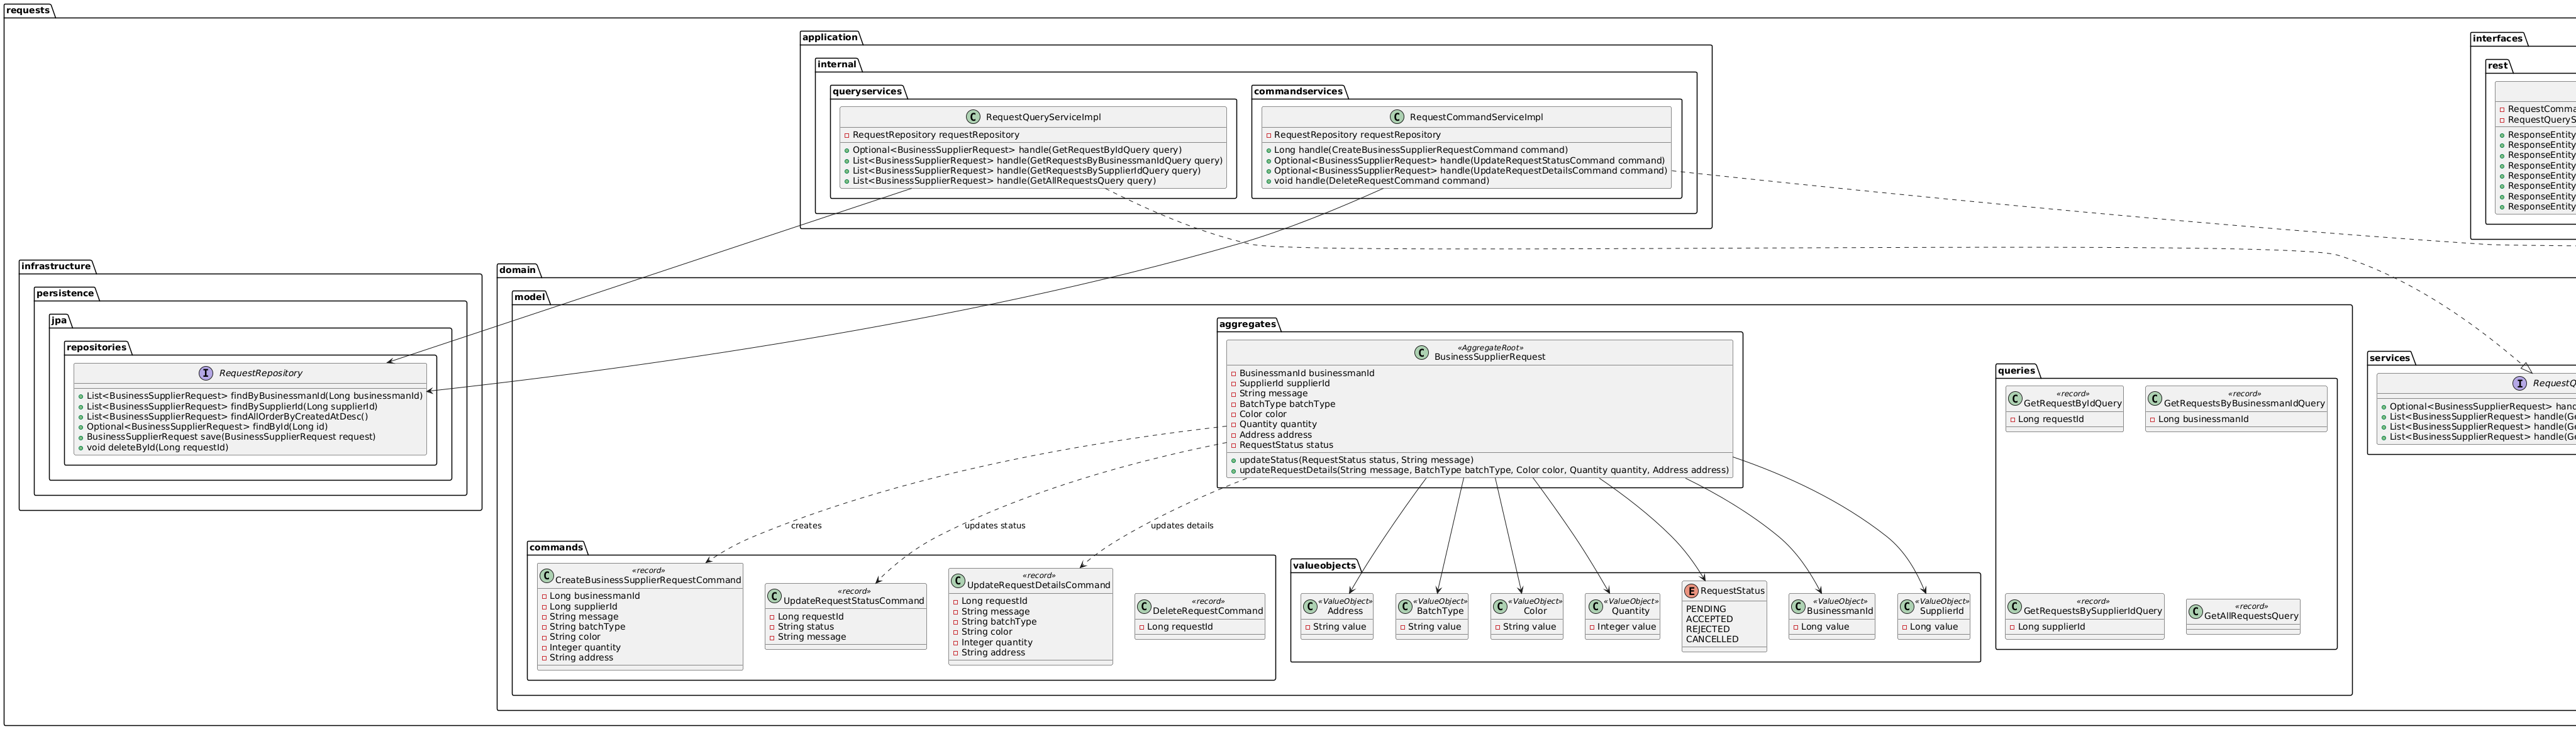 requests
application
internal
queryservices
RequestQueryServiceImpl
RequestRepository requestRepository
Optional<BusinessSupplierRequest> handle(GetRequestByIdQuery query)
List<BusinessSupplierRequest> handle(GetRequestsByBusinessmanIdQuery query)
List<BusinessSupplierRequest> handle(GetRequestsBySupplierIdQuery query)
List<BusinessSupplierRequest> handle(GetAllRequestsQuery query)
commandservices
RequestCommandServiceImpl
RequestRepository requestRepository
Long handle(CreateBusinessSupplierRequestCommand command)
Optional<BusinessSupplierRequest> handle(UpdateRequestStatusCommand command)
Optional<BusinessSupplierRequest> handle(UpdateRequestDetailsCommand command)
void handle(DeleteRequestCommand command)
interfaces
rest
RequestComma
RequestQueryS
ResponseEntity
ResponseEntity
ResponseEntity
ResponseEntity
ResponseEntity
ResponseEntity
ResponseEntity
ResponseEntity
infrastructure
persistence
jpa
repositories
RequestRepository
List<BusinessSupplierRequest> findByBusinessmanId(Long businessmanId)
List<BusinessSupplierRequest> findBySupplierId(Long supplierId)
List<BusinessSupplierRequest> findAllOrderByCreatedAtDesc()
Optional<BusinessSupplierRequest> findById(Long id)
BusinessSupplierRequest save(BusinessSupplierRequest request)
void deleteById(Long requestId)
domain
model
aggregates
«AggregateRoot»
BusinessSupplierRequest
BusinessmanId businessmanId
SupplierId supplierId
String message
BatchType batchType
Color color
Quantity quantity
Address address
RequestStatus status
updateStatus(RequestStatus status, String message)
updateRequestDetails(String message, BatchType batchType, Color color, Quantity quantity, Address address)
creates
updates status
updates details
commands
«record»
CreateBusinessSupplierRequestCommand
Long businessmanId
Long supplierId
String message
String batchType
String color
Integer quantity
String address
«record»
UpdateRequestStatusCommand
Long requestId
String status
String message
«record»
UpdateRequestDetailsCommand
Long requestId
String message
String batchType
String color
Integer quantity
String address
«record»
DeleteRequestCommand
Long requestId
valueobjects
«ValueObject»
Address
String value
«ValueObject»
BatchType
String value
«ValueObject»
Color
String value
«ValueObject»
Quantity
Integer value
RequestStatus
PENDING
ACCEPTED
REJECTED
CANCELLED
«ValueObject»
BusinessmanId
Long value
«ValueObject»
SupplierId
Long value
queries
«record»
GetRequestByIdQuery
Long requestId
«record»
GetRequestsByBusinessmanIdQuery
Long businessmanId
«record»
GetRequestsBySupplierIdQuery
Long supplierId
«record»
GetAllRequestsQuery
services
RequestQ
Optional<BusinessSupplierRequest> hand
List<BusinessSupplierRequest> handle(Ge
List<BusinessSupplierRequest> handle(Ge
List<BusinessSupplierRequest> handle(Ge